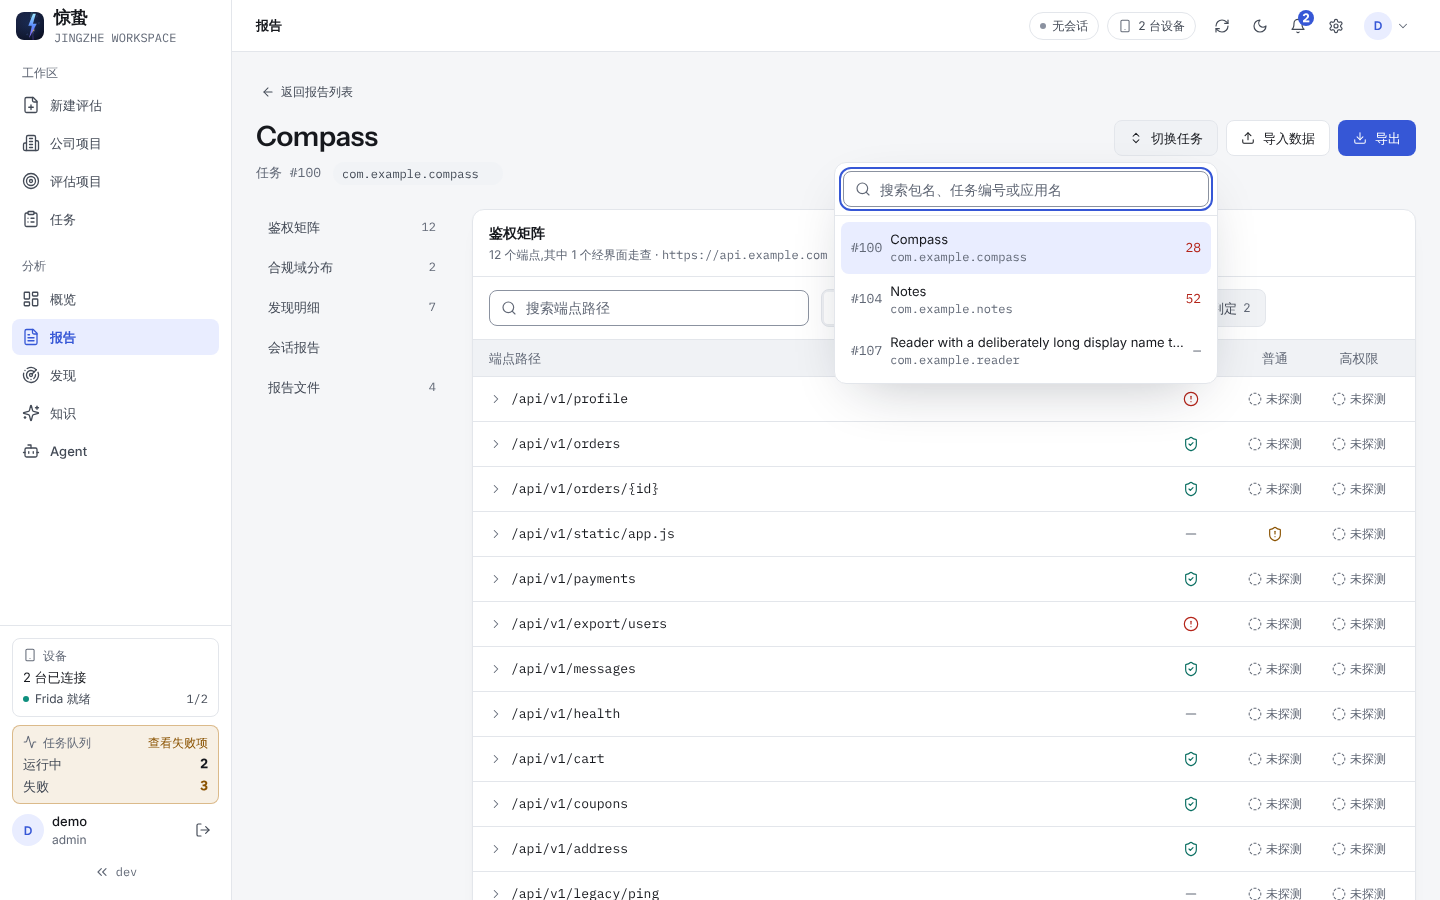 惊蛰
JINGZHE WORKSPACE
工作区
新建评估
公司项目
评估项目
任务
分析
概览
报告
发现
知识
Agent
设备
2 台已连接
Frida 就绪 1/2
任务队列 查看失败项
运行中 2
失败 3
D
demo
admin
dev
报告
无会话
2 台设备
2
D
返回报告列表
Compass
切换任务
导入数据
导出
任务 #100 com.example.compass
鉴权矩阵 12
合规域分布 2
发现明细 7
会话报告
报告文件 4
搜索包名、任务编号或应用名
#100 Compass 28
com.example.compass
#104 Notes 52
com.example.notes
#107 Reader with a deliberately long display name t... —
com.example.reader
鉴权矩阵
12 个端点,其中 1 个经界面走查 · https://api.example.com
搜索端点路径
定 2
端点路径 普通 高权限
/api/v1/profile 未探测 未探测
/api/v1/orders 未探测 未探测
/api/v1/orders/{id} 未探测 未探测
/api/v1/static/app.js — 未探测
/api/v1/payments 未探测 未探测
/api/v1/export/users 未探测 未探测
/api/v1/messages 未探测 未探测
/api/v1/health — 未探测 未探测
/api/v1/cart 未探测 未探测
/api/v1/coupons 未探测 未探测
/api/v1/address 未探测 未探测
/api/v1/legacy/ping — 未探测 未探测